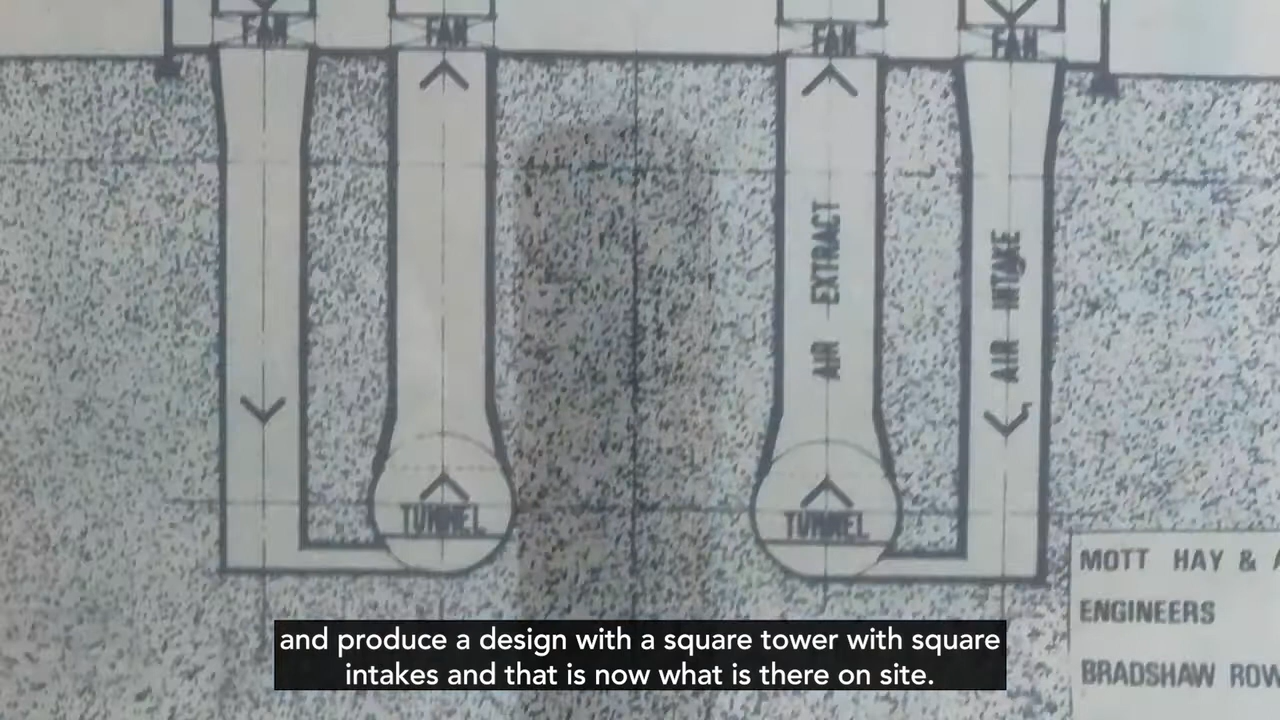 FAN FAN FAN FAN
AIR EXTRACT
AIR INTAKE
TUNNEL TUNNEL
MOTT HAY &
ENGINEERS
BRADSHAW ROW
and produce a design with a square tower with square
intakes and that is now what is there on site.